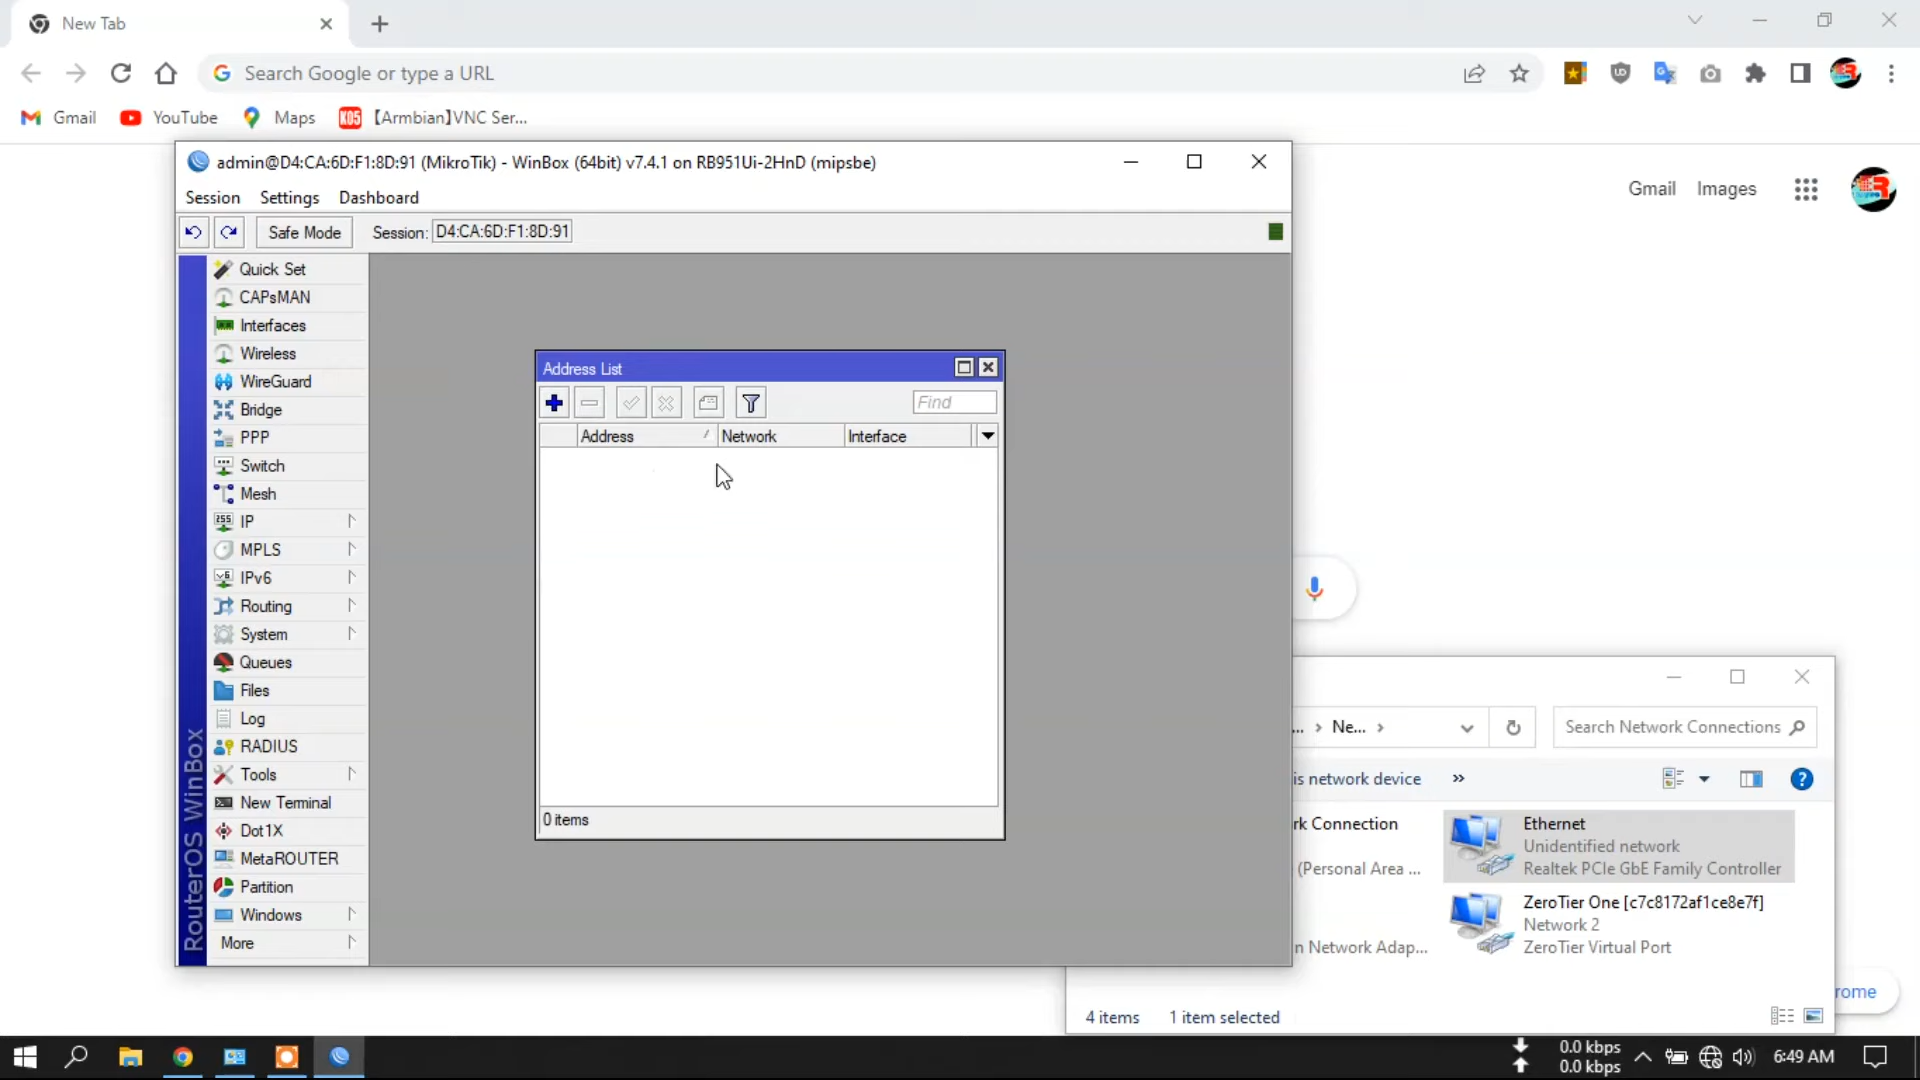 New Tab
Search Google or type a URL
Gmail
YouTube
Maps
K05
【Armbian】VNC Ser...
admin@D4:CA:6D:F1:8D:91 (MikroTik) - WinBox (64bit) v7.4.1 on RB951Ui-2HnD (mipsbe)
Session Settings Dashboard
Safe Mode Session: D4:CA:6D:F1:8D:91
Gmail Images
Quick Set
CAPsMAN
Interfaces
Wireless
WireGuard
Bridge
PPP
Switch
Mesh
IP
MPLS
IPv6
Routing
System
Queues
Files
Log
RADIUS
Tools
New Terminal
Dot1X
MetaROUTER
Partition
Windows
More
RouterOS WinBox
Address List
Find
Address Network Interface
0 items
... › Ne... ›
Search Network Connections
is network device »
rk Connection
(Personal Area ...
n Network Adap...
Ethernet
Unidentified network
Realtek PCIe GbE Family Controller
ZeroTier One [c7c8172af1ce8e7f]
Network 2
ZeroTier Virtual Port
rome
4 items 1 item selected
0.0 kbps
0.0 kbps
6:49 AM